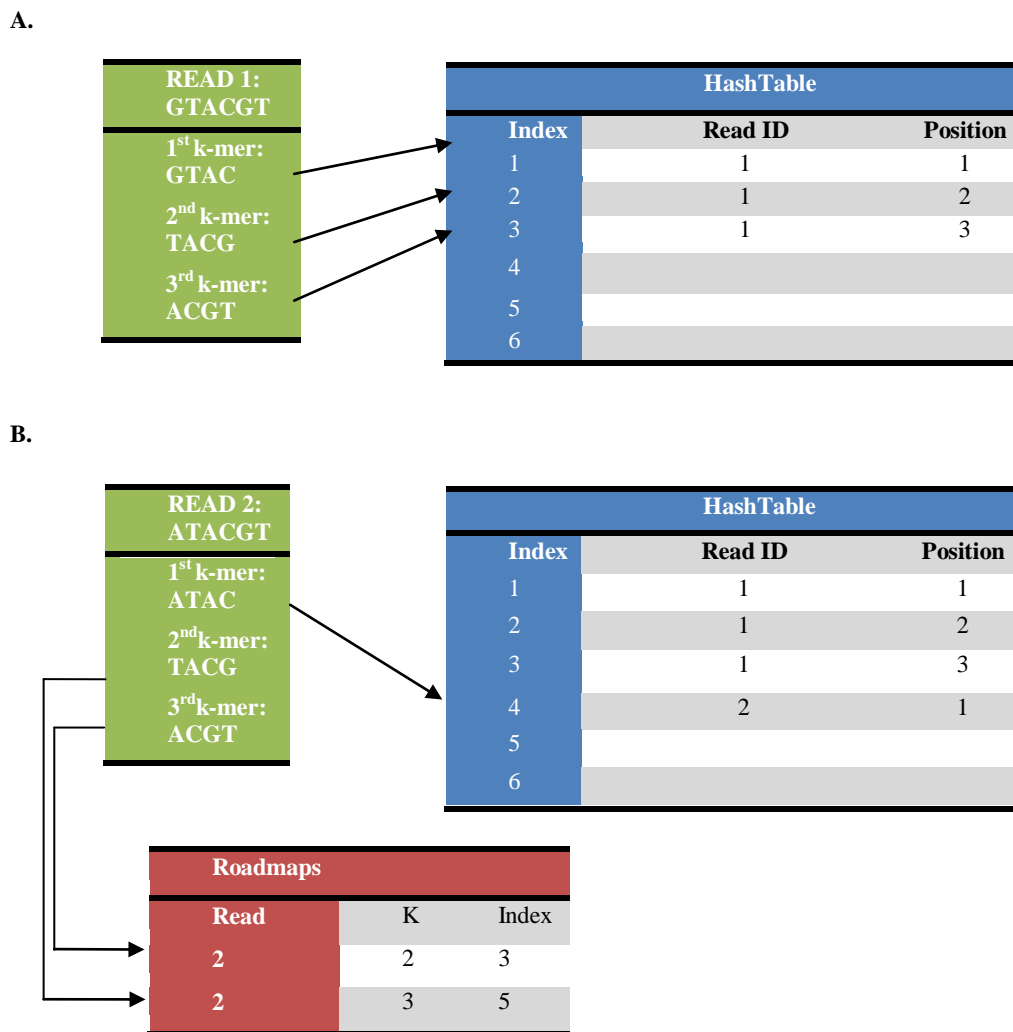 A.
READ 1:
GTACGT
1st k-mer:
GTAC
2nd k-mer:
TACG
3rd k-mer:
ACGT
HashTable
Index Read ID Position
1 1 1
2 1 2
3 1 3
4
5
6
B.
READ 2:
ATACGT
1st k-mer:
ATAC
2ndk-mer:
TACG
3rdk-mer:
ACGT
HashTable
Index Read ID Position
1 1 1
2 1 2
3 1 3
4 2 1
5
6
Roadmaps
Read K Index
2 2 3
2 3 5